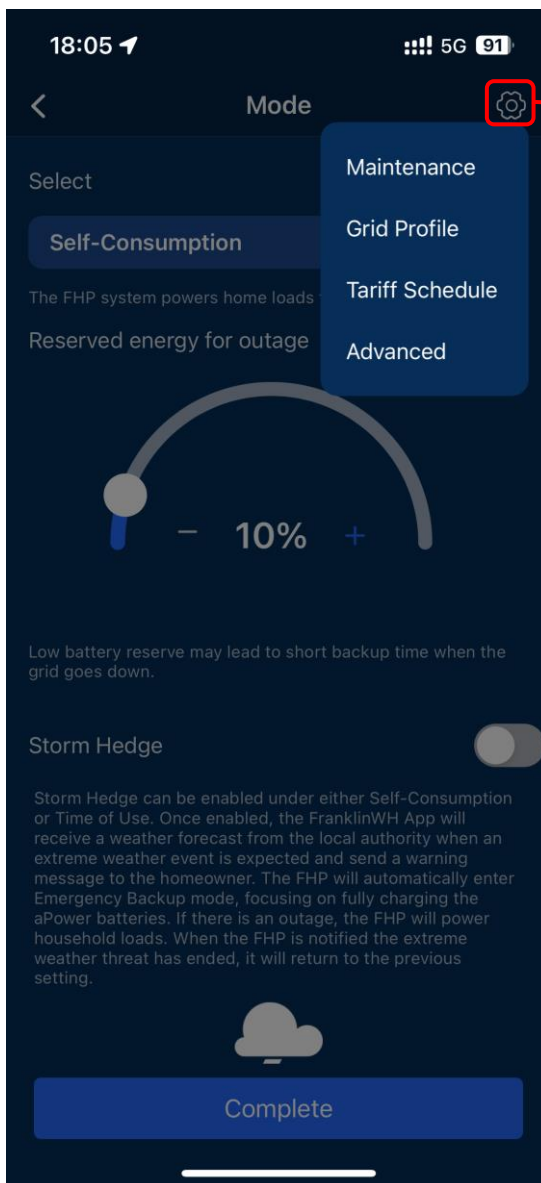 18:05
5G 91
Mode
Maintenance
Grid Profile
Tariff Schedule
Advanced
Select
Self-Consumption
The FHP system powers home loads
Reserved energy for outage
− 10% +
Low battery reserve may lead to short backup time when the
grid goes down.
Storm Hedge
Storm Hedge can be enabled under either Self-Consumption
or Time of Use. Once enabled, the FranklinWH App will
receive a weather forecast from the local authority when an
extreme weather event is expected and send a warning
message to the homeowner. The FHP will automatically enter
Emergency Backup mode, focusing on fully charging the
aPower batteries. If there is an outage, the FHP will power
household loads. When the FHP is notified the extreme
weather threat has ended, it will return to the previous
setting.
Complete